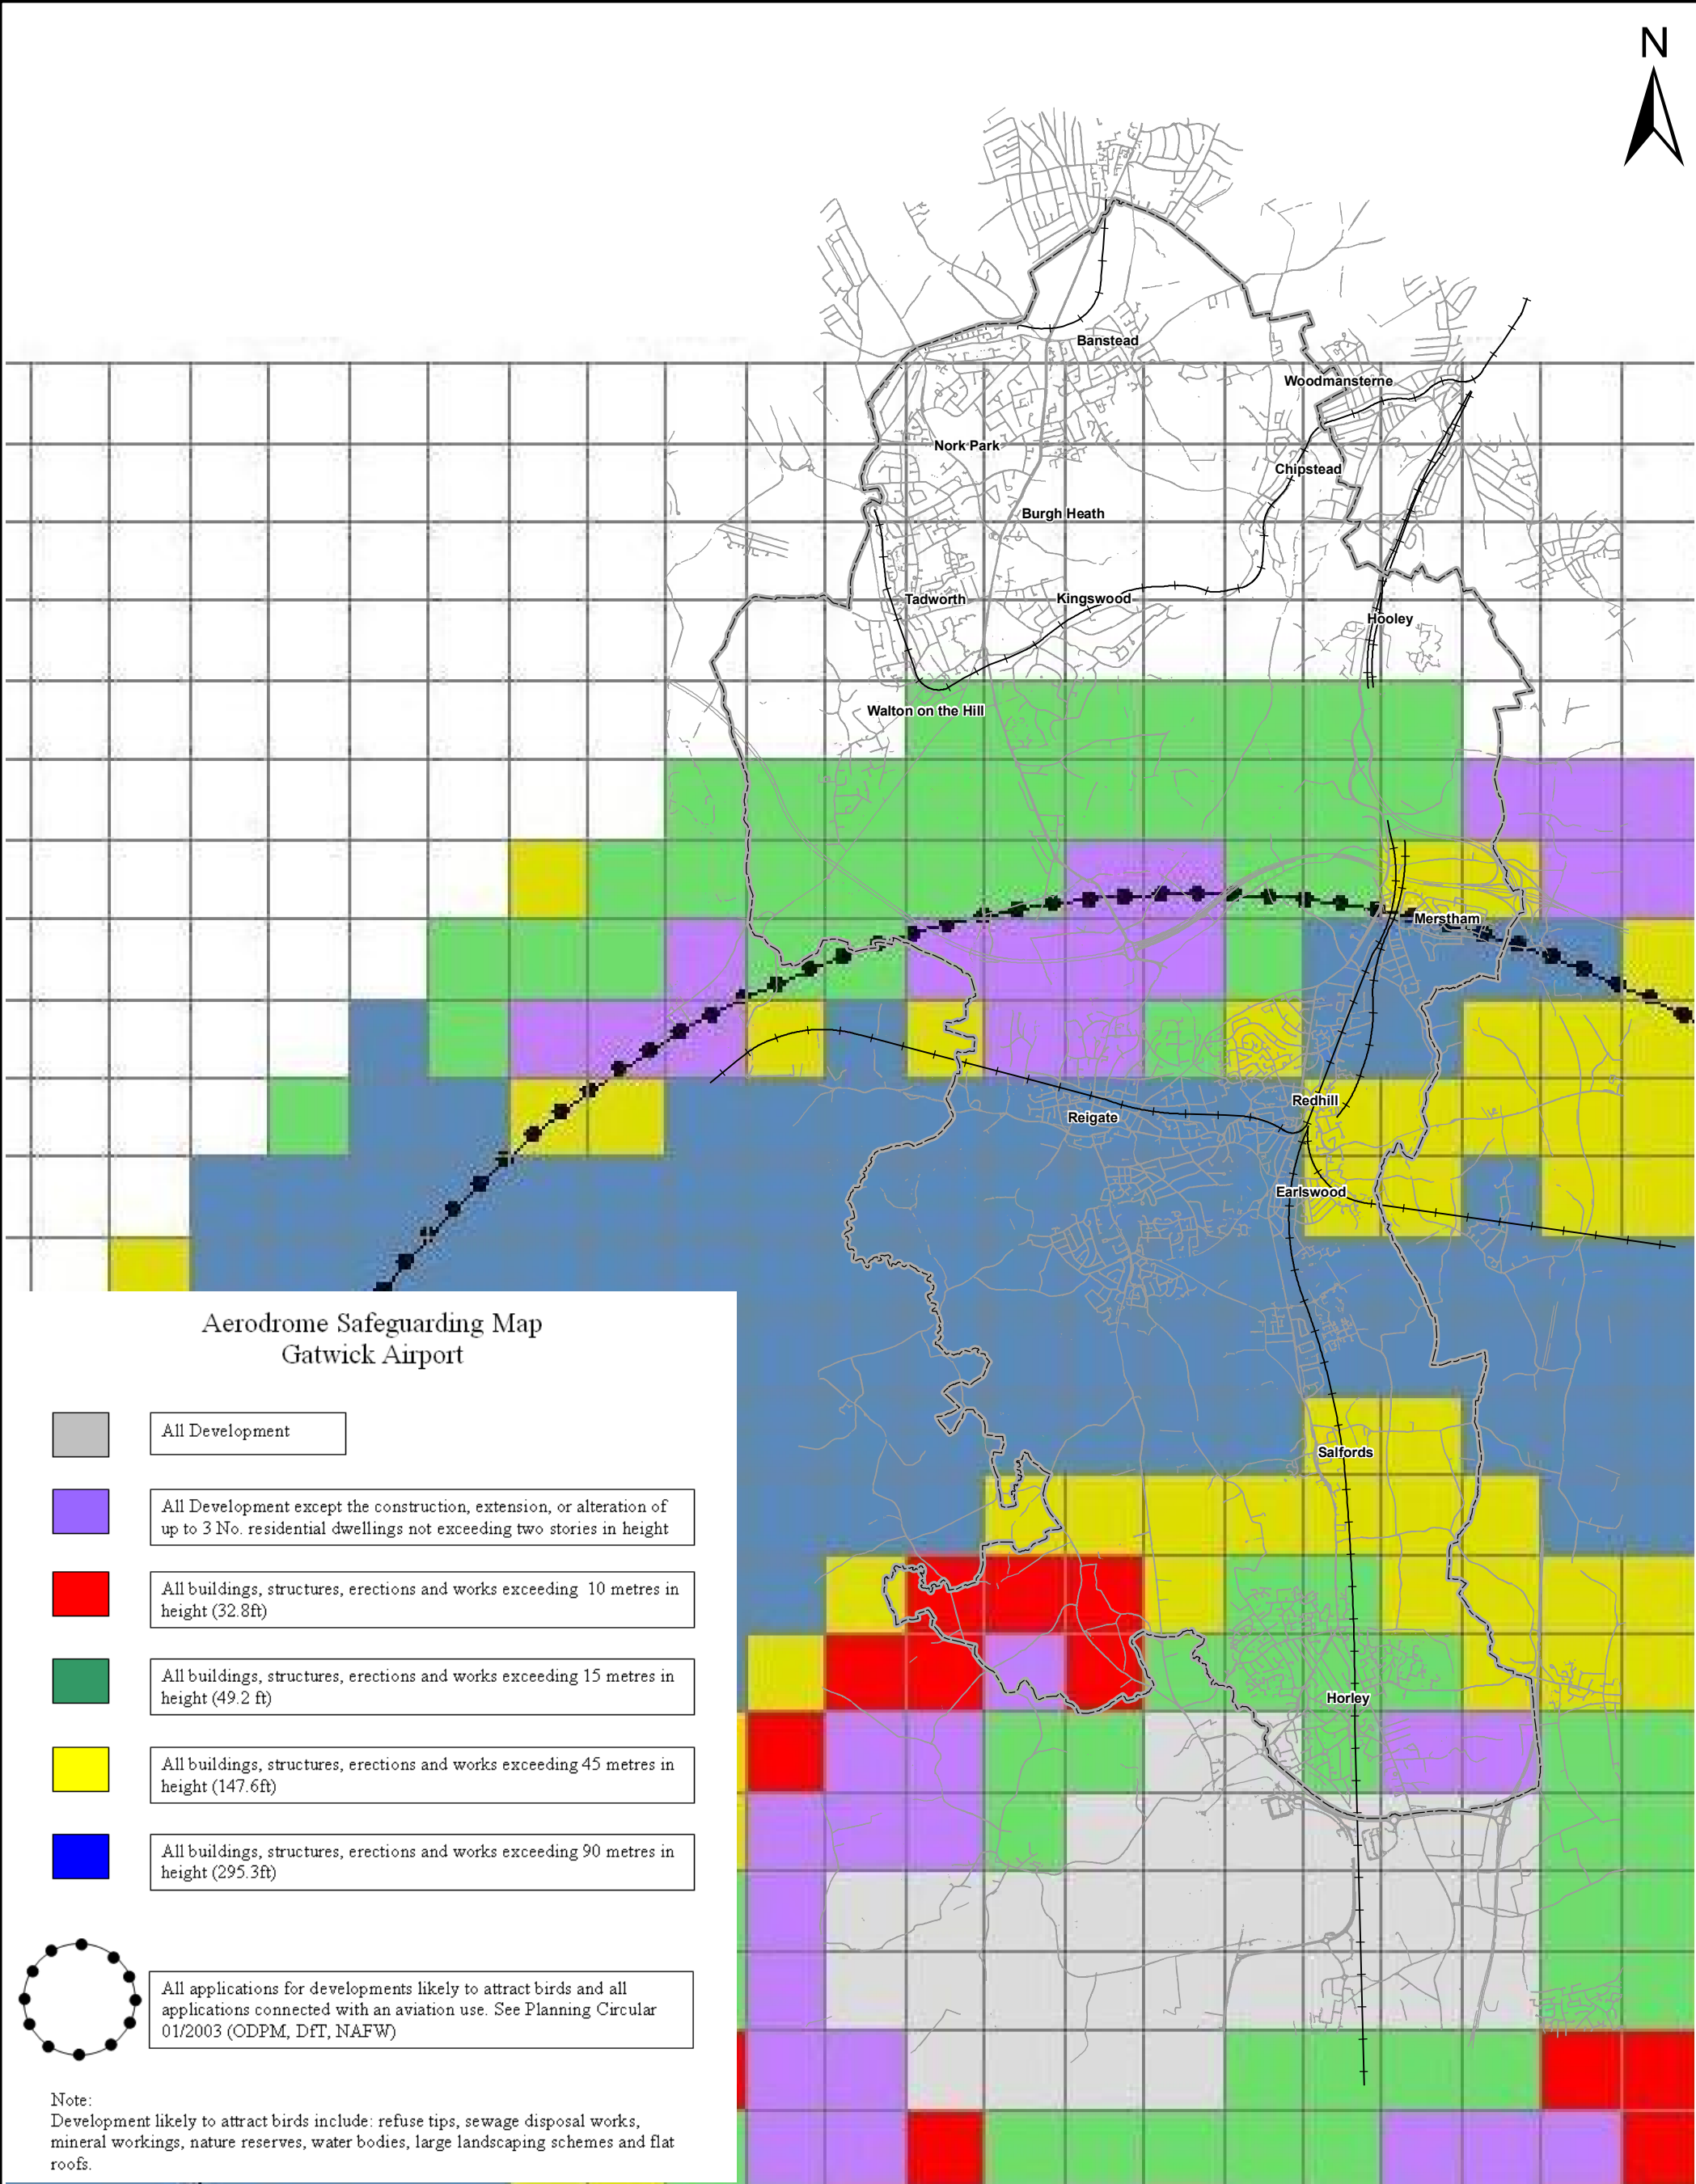 N
Banstead
Woodmansterne
Nork Park
Chipstead
Burgh Heath
Tadworth
Kingswood
Hooley
Walton on the Hill
Merstham
Redhill
Reigate
Earlswood
Salfords
Horley
Aerodrome Safeguarding Map
Gatwick Airport
All Development
All Development except the construction, extension, or alteration of
up to 3 No. residential dwellings not exceeding two stories in height
All buildings, structures, erections and works exceeding 10 metres in
height (32.8ft)
All buildings, structures, erections and works exceeding 15 metres in
height (49.2 ft)
All buildings, structures, erections and works exceeding 45 metres in
height (147.6ft)
All buildings, structures, erections and works exceeding 90 metres in
height (295.3ft)
All applications for developments likely to attract birds and all
applications connected with an aviation use. See Planning Circular
01/2003 (ODPM, DfT, NAFW)
Note:
Development likely to attract birds include: refuse tips, sewage disposal works,
mineral workings, nature reserves, water bodies, large landscaping schemes and flat
roofs.